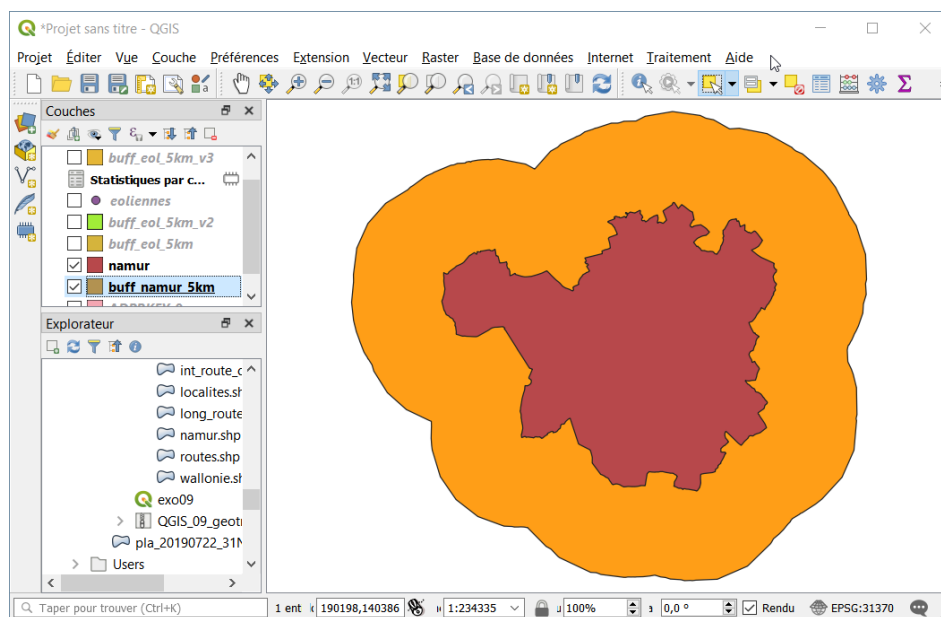 *Projet sans titre - QGIS
Projet Éditer Vue Couche Préférences Extension Vecteur Raster Base de données Internet Traitement Aide
Couches
buff_eol_5km_v3
Statistiques par c...
eoliennes
buff_eol_5km_v2
buff_eol_5km
namur
buff_namur_5km
Explorateur
int_route_c
localites.sh
long_route
namur.shp
routes.shp
wallonie.sh
exo09
QGIS_09_geotr
pla_20190722_31N
Users
Taper pour trouver (Ctrl+K) 1 ent 190198,140386 1:234335 100% 0,0 ° Rendu EPSG:31370